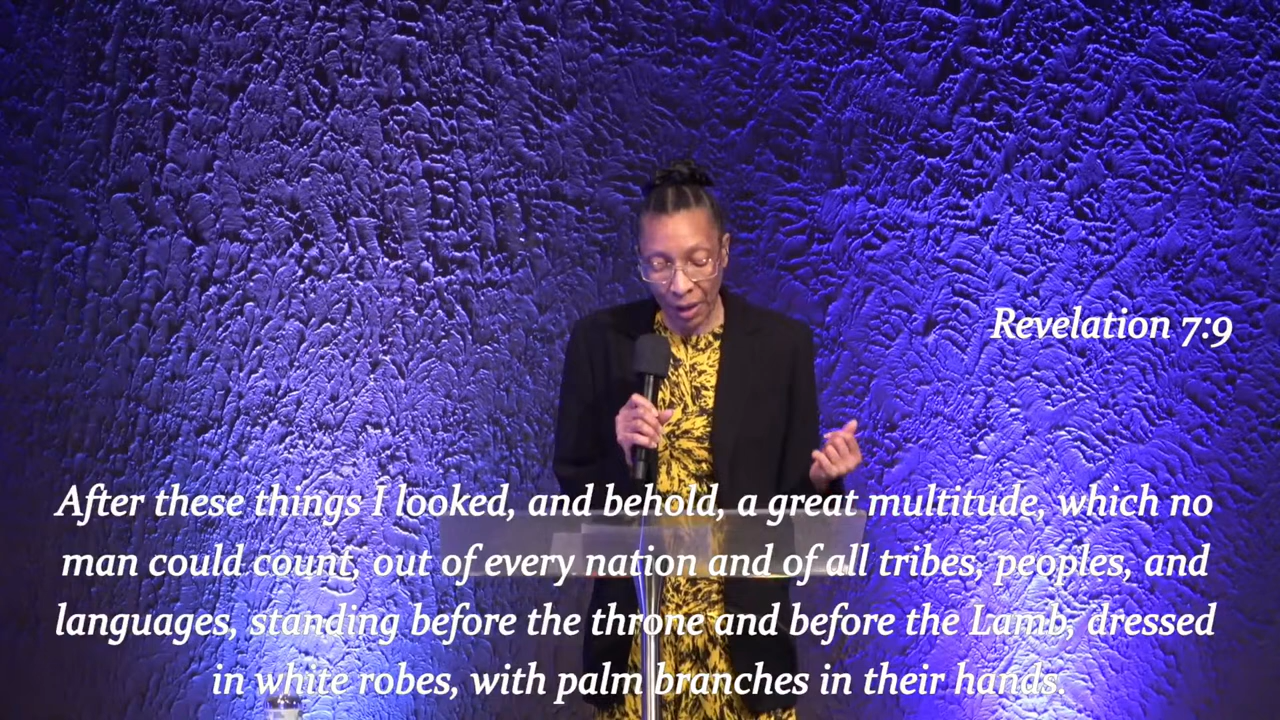 Revelation 7:9
After these things I looked, and behold, a great multitude, which no
man could count, out of every nation and of all tribes, peoples, and
languages, standing before the throne and before the Lamb, dressed
in white robes, with palm branches in their hands.